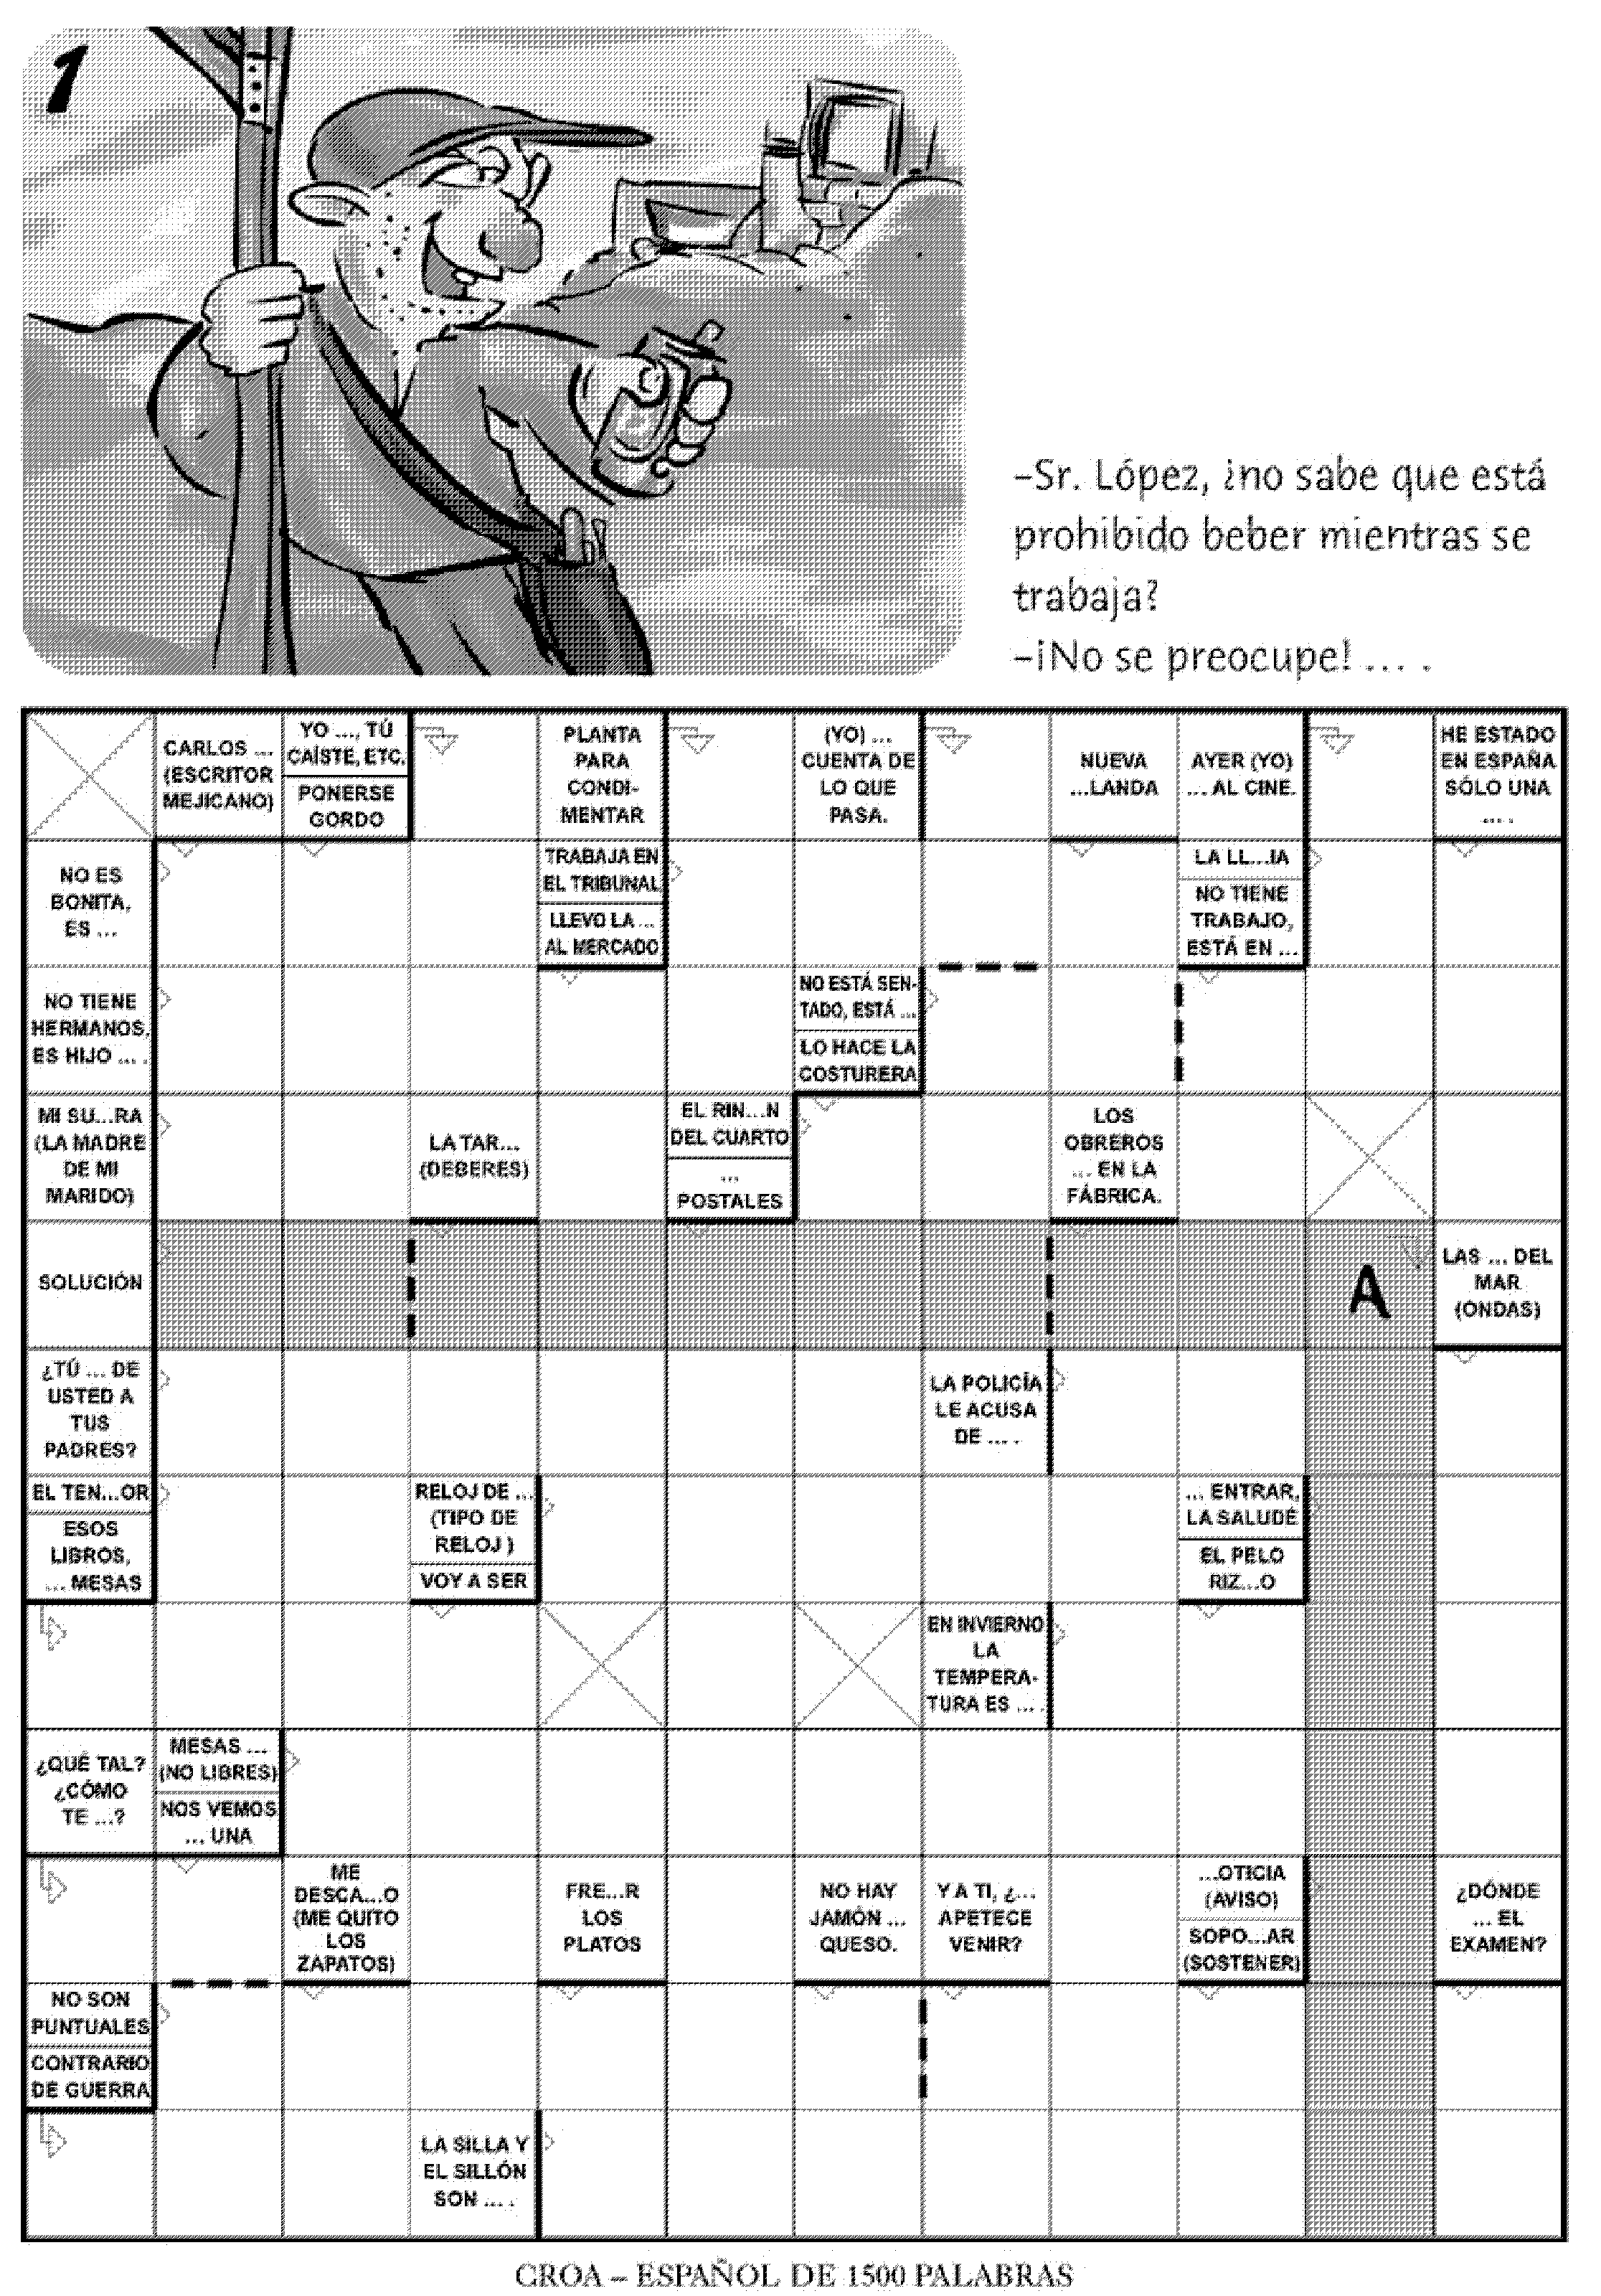 1
–Sr. López, ¿no sabe que está
prohibido beber mientras se
trabaja?
–¡No se preocupe! ... .
CARLOS ...
(ESCRITOR
MEJICANO)
YO ..., TÚ
CAÍSTE, ETC.
PONERSE
GORDO
PLANTA
PARA
CONDI-
MENTAR
(YO) ...
CUENTA DE
LO QUE
PASA.
NUEVA
...LANDA
AYER (YO)
... AL CINE.
HE ESTADO
EN ESPAÑA
SÓLO UNA
... .
NO ES
BONITA,
ES ...
TRABAJA EN
EL TRIBUNAL
LLEVO LA ...
AL MERCADO
LA LL...IA
NO TIENE
TRABAJO,
ESTÁ EN ...
NO TIENE
HERMANOS,
ES HIJO ... .
NO ESTÁ SEN-
TADO, ESTÁ ...
LO HACE LA
COSTURERA
MI SU...RA
(LA MADRE
DE MI
MARIDO)
LA TAR...
(DEBERES)
EL RIN...N
DEL CUARTO
...
POSTALES
LOS
OBREROS
... EN LA
FÁBRICA.
SOLUCIÓN
A
LAS ... DEL
MAR
(ONDAS)
¿TÚ ... DE
USTED A
TUS
PADRES?
LA POLICÍA
LE ACUSA
DE ... .
EL TEN...OR
ESOS
LIBROS,
... MESAS
RELOJ DE ...
(TIPO DE
RELOJ )
VOY A SER
... ENTRAR,
LA SALUDÉ
EL PELO
RIZ...O
EN INVIERNO
LA
TEMPERA-
TURA ES ... .
¿QUÉ TAL?
¿CÓMO
TE ...?
MESAS ...
(NO LIBRES)
NOS VEMOS
... UNA
ME
DESCA...O
(ME QUITO
LOS
ZAPATOS)
FRE...R
LOS
PLATOS
NO HAY
JAMÓN ...
QUESO.
Y A TI, ¿...
APETECE
VENIR?
...OTICIA
(AVISO)
SOPO...AR
(SOSTENER)
¿DÓNDE
... EL
EXAMEN?
NO SON
PUNTUALES
CONTRARIO
DE GUERRA
LA SILLA Y
EL SILLÓN
SON ... .
CROA – ESPAÑOL DE 1500 PALABRAS